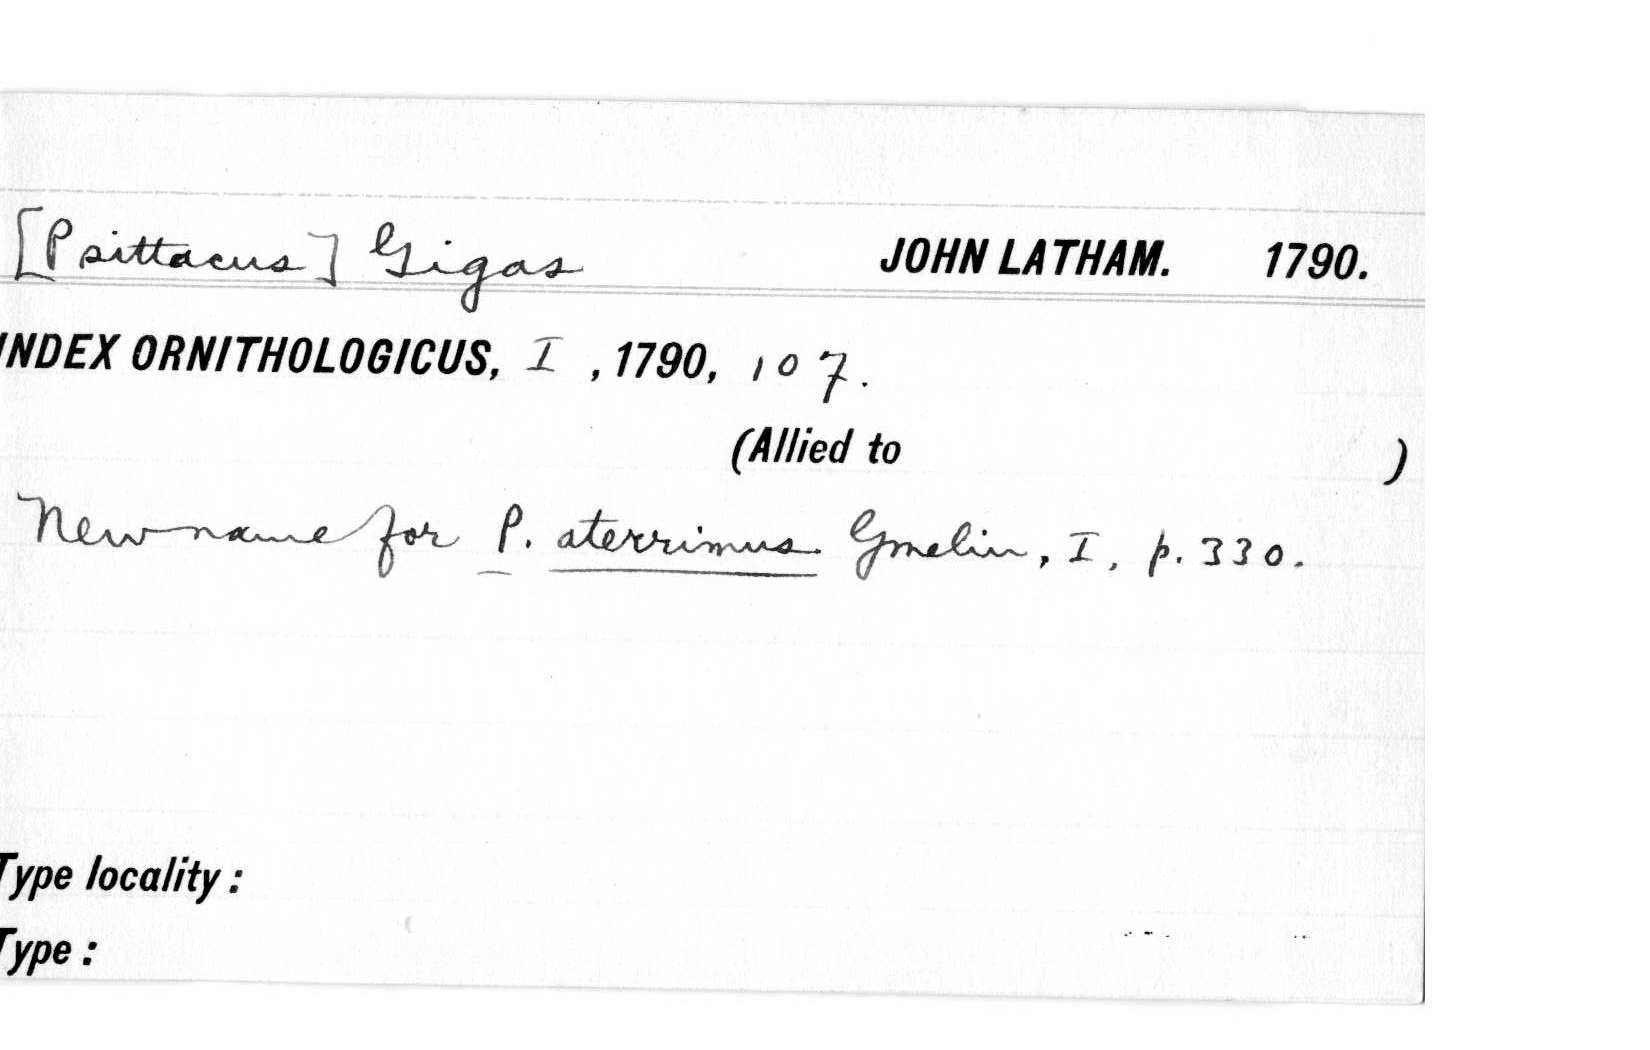 [Psittacus] Gigas JOHN LATHAM. 1790.
INDEX ORNITHOLOGICUS, I , 1790, 107.
(Allied to )
New name for P. aterrimus Gmelin, I, p. 330.
Type locality :
Type :